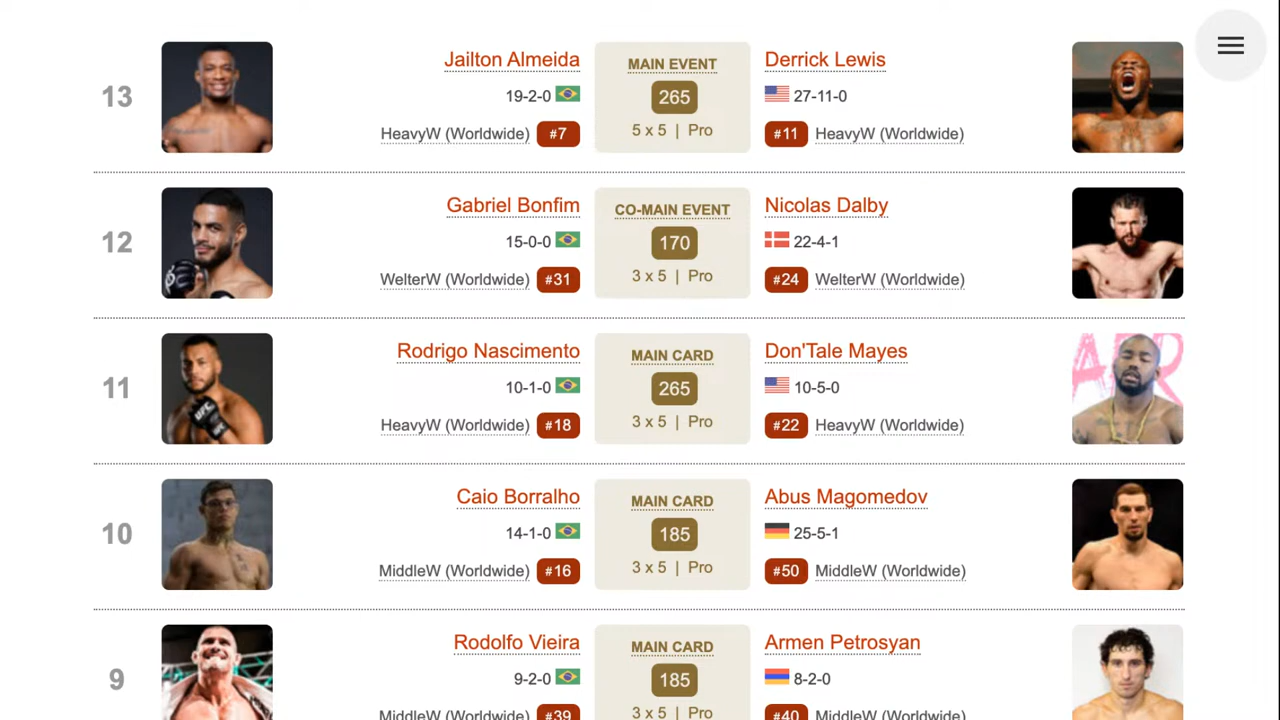 13
Jailton Almeida
19-2-0
HeavyW (Worldwide) #7
MAIN EVENT
265
5 x 5 | Pro
Derrick Lewis
27-11-0
#11 HeavyW (Worldwide)
12
Gabriel Bonfim
15-0-0
WelterW (Worldwide) #31
CO-MAIN EVENT
170
3 x 5 | Pro
Nicolas Dalby
22-4-1
#24 WelterW (Worldwide)
11
Rodrigo Nascimento
10-1-0
HeavyW (Worldwide) #18
MAIN CARD
265
3 x 5 | Pro
Don'Tale Mayes
10-5-0
#22 HeavyW (Worldwide)
10
Caio Borralho
14-1-0
MiddleW (Worldwide) #16
MAIN CARD
185
3 x 5 | Pro
Abus Magomedov
25-5-1
#50 MiddleW (Worldwide)
9
Rodolfo Vieira
9-2-0
MiddleW (Worldwide) #39
MAIN CARD
185
3 x 5 | Pro
Armen Petrosyan
8-2-0
#40 MiddleW (Worldwide)